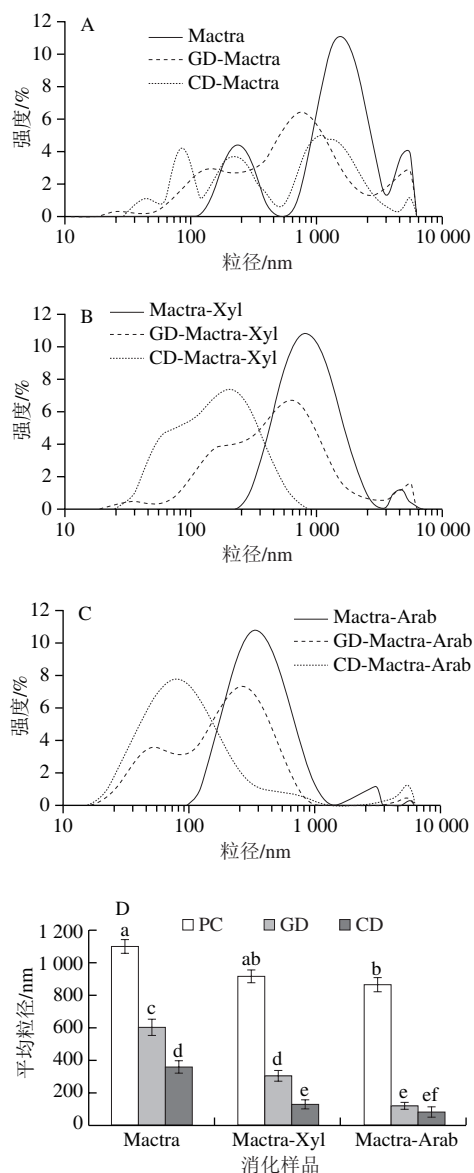 A
Mactra
GD-Mactra
CD-Mactra
强度/%
12
10
8
6
4
2
0
10 100 1 000 10 000
粒径/nm
B
Mactra-Xyl
GD-Mactra-Xyl
CD-Mactra-Xyl
强度/%
12
10
8
6
4
2
0
10 100 1 000 10 000
粒径/nm
C
Mactra-Arab
GD-Mactra-Arab
CD-Mactra-Arab
强度/%
12
10
8
6
4
2
0
10 100 1 000 10 000
粒径/nm
D
PC GD CD
平均粒径/nm
1 200
1 000
800
600
400
200
0
a ab b
c d e
d e ef
Mactra Mactra-Xyl Mactra-Arab
消化样品